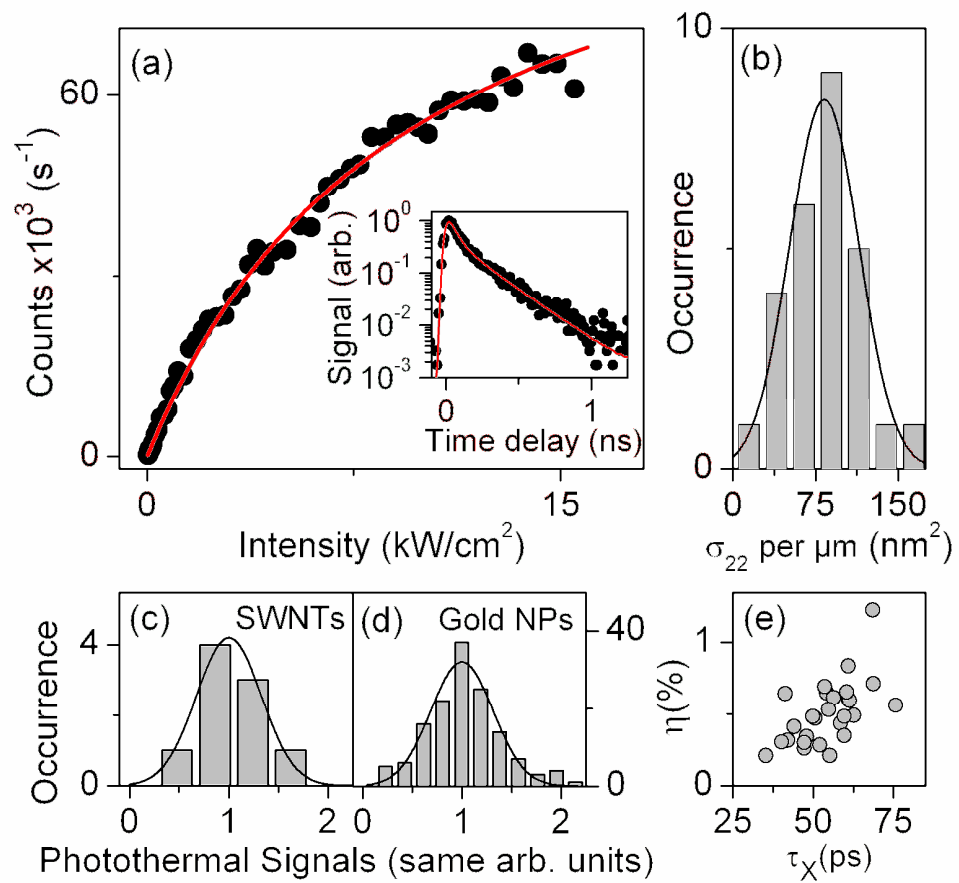 (a)
Counts x10³ (s⁻¹)
60
0
0
15
Intensity (kW/cm²)
Signal (arb.)
10⁰
10⁻¹
10⁻²
10⁻³
0
1
Time delay (ns)
(b)
Occurrence
10
0
0
75
150
σ₂₂ per µm (nm²)
(c)
SWNTs
Occurrence
4
0
0
1
2
(d)
Gold NPs
40
0
0
1
2
Photothermal Signals (same arb. units)
(e)
η(%)
1
0
25
50
75
τ_X(ps)